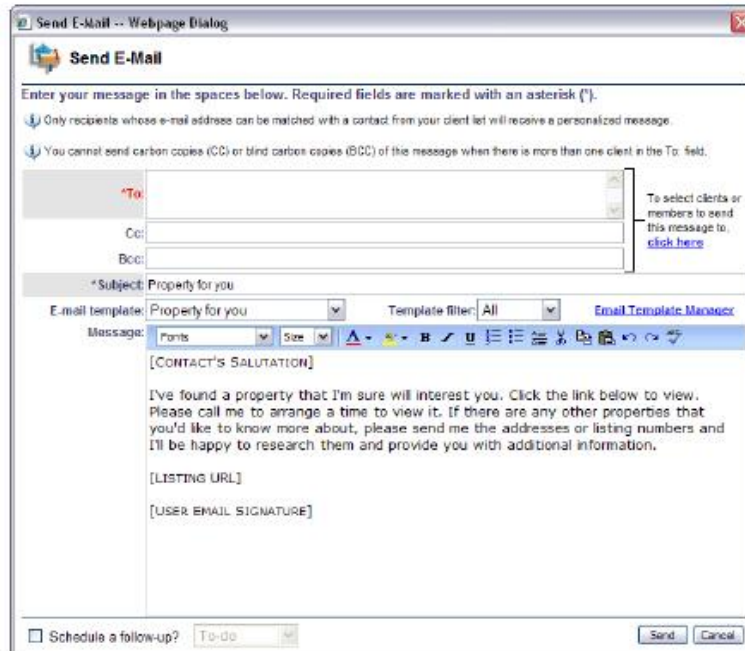 Send E-Mail -- Webpage Dialog
Send E-Mail
Enter your message in the spaces below. Required fields are marked with an asterisk (*).
Only recipients whose e-mail address can be matched with a contact from your client list will receive a personalized message.
You cannot send carbon copies (CC) or blind carbon copies (BCC) of this message when there is more than one client in the To: field.
*To:
To select clients or
members to send
this message to,
click here
Cc:
Bcc:
*Subject: Property for you
E-mail template: Property for you Template filter: All Email Template Manager
Message: Fonts Size A B I U
[CONTACT'S SALUTATION]
I've found a property that I'm sure will interest you. Click the link below to view.
Please call me to arrange a time to view it. If there are any other properties that
you'd like to know more about, please send me the addresses or listing numbers and
I'll be happy to research them and provide you with additional information.
[LISTING URL]
[USER EMAIL SIGNATURE]
Schedule a follow-up? To-do Send Cancel